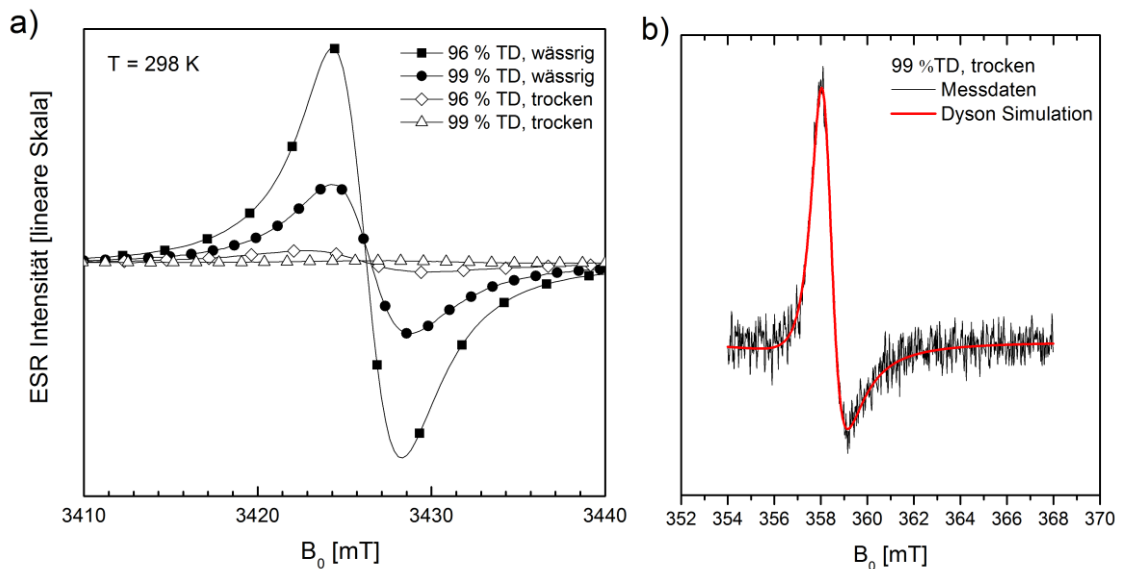 a)
T = 298 K
96 % TD, wässrig
99 % TD, wässrig
96 % TD, trocken
99 % TD, trocken
ESR Intensität [lineare Skala]
3410 3420 3430 3440
B₀ [mT]
b)
99 %TD, trocken
Messdaten
Dyson Simulation
352 354 356 358 360 362 364 366 368 370
B₀ [mT]